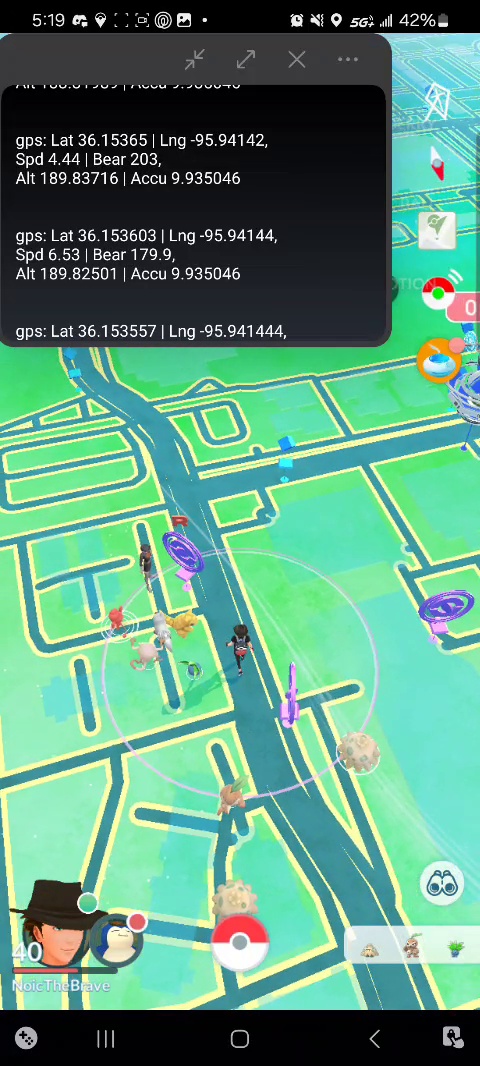 5:19
5G+
42%
gps: Lat 36.15365 | Lng -95.94142,
Spd 4.44 | Bear 203,
Alt 189.83716 | Accu 9.935046
gps: Lat 36.153603 | Lng -95.94144,
Spd 6.53 | Bear 179.9,
Alt 189.82501 | Accu 9.935046
gps: Lat 36.153557 | Lng -95.941444,
0
R
40
NoicTheBrave